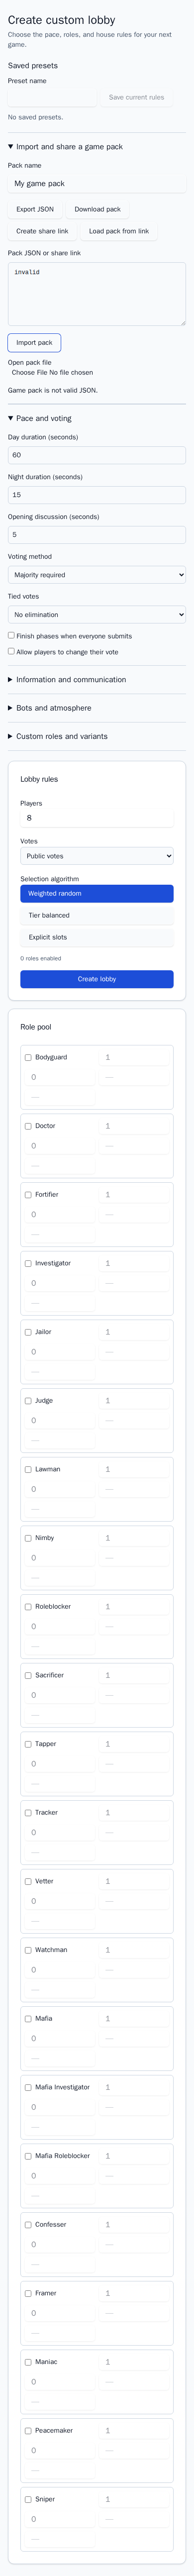 Create custom lobby
Choose the pace, roles, and house rules for your next
game.
Saved presets
Preset name
Save current rules
No saved presets.
Import and share a game pack
Pack name
My game pack
Export JSON
Download pack
Create share link
Load pack from link
Pack JSON or share link
invalid
Import pack
Open pack file
Choose File No file chosen
Game pack is not valid JSON.
Pace and voting
Day duration (seconds)
60
Night duration (seconds)
15
Opening discussion (seconds)
5
Voting method
Majority required
Tied votes
No elimination
Finish phases when everyone submits
Allow players to change their vote
Information and communication
Bots and atmosphere
Custom roles and variants
Lobby rules
Players
8
Votes
Public votes
Selection algorithm
Weighted random
Tier balanced
Explicit slots
0 roles enabled
Create lobby
Role pool
Bodyguard 1
0 —
—
Doctor 1
0 —
—
Fortifier 1
0 —
—
Investigator 1
0 —
—
Jailor 1
0 —
—
Judge 1
0 —
—
Lawman 1
0 —
—
Nimby 1
0 —
—
Roleblocker 1
0 —
—
Sacrificer 1
0 —
—
Tapper 1
0 —
—
Tracker 1
0 —
—
Vetter 1
0 —
—
Watchman 1
0 —
—
Mafia 1
0 —
—
Mafia Investigator 1
0 —
—
Mafia Roleblocker 1
0 —
—
Confesser 1
0 —
—
Framer 1
0 —
—
Maniac 1
0 —
—
Peacemaker 1
0 —
—
Sniper 1
0 —
—